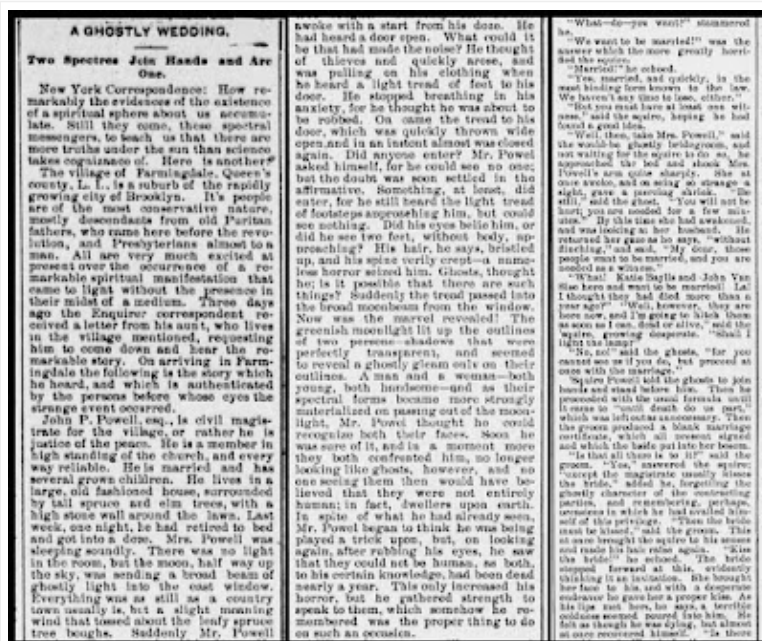 A GHOSTLY WEDDING.
Two Spectres Join Hands and Are
One.
New York Correspondence: How re-
markably the evidences of the existence
of a spiritual sphere about us accumu-
late. Still they come, these spectral
messengers, to teach us that there are
more truths under the sun than science
takes cognizance of. Here is another:
The village of Farmingdale, Queen's
county, L. I., is a suburb of the rapidly
growing city of Brooklyn. It's people
are of the most conservative nature,
mostly descendants from old Puritan
fathers, who came here before the revo-
lution, and Presbyterians almost to a
man. All are very much excited at
present over the occurrence of a re-
markable spiritual manifestation that
came to light without the presence in
their midst of a medium. Three days
ago the Enquirer correspondent re-
ceived a letter from his aunt, who lives
in the village mentioned, requesting
him to come down and hear the re-
markable story. On arriving in Farm-
ingdale the following is the story which
he heard, and which is authenticated
by the persons before whose eyes the
strange event occurred.
John P. Powell, esq., is civil magis-
trate for the village, or rather he is
justice of the peace. He is a member in
high standing of the church, and every
way reliable. He is married and has
several grown children. He lives in a
large, old fashioned house, surrounded
by tall spruce and elm trees, with a
high stone wall around the lawn. Last
week, one night, he had retired to bed
and got into a doze. Mrs. Powell was
sleeping soundly. There was no light
in the room, but the moon, half way up
the sky, was sending a broad beam of
ghostly light into the east window.
Everything was as still as a country
town usually is, but a slight moaning
wind that tossed about the leafy spruce
tree boughs. Suddenly Mr. Powell
awoke with a start from his doze. He
had heard a door open. What could it
be that had made the noise? He thought
of thieves and quickly arose, and
was pulling on his clothing when
he heard a light tread of feet to his
door. He stopped breathing in his
anxiety, for he thought he was about to
be robbed. On came the tread to his
door, which was quickly thrown wide
open and in an instant almost was closed
again. Did anyone enter? Mr. Powel
asked himself, for he could see no one;
but the doubt was soon settled in the
affirmative. Something, at least, did
enter, for he still heard the light tread
of footsteps approaching him, but could
see nothing. Did his eyes belie him, or
did he see two feet, without body, ap-
proaching? His hair, he says, bristled
up, and his spine verily crept—a name-
less horror seized him. Ghosts, thought
he; is it possible that there are such
things? Suddenly the tread passed into
the broad moonbeam from the window.
Now was the marvel revealed! The
greenish moonlight lit up the outlines
of two persons—shadows that were
perfectly transparent, and seemed
to reveal a ghostly gleam only on their
outlines. A man and a woman—both
young, both handsome—and as their
spectral forms became more strongly
materialized on passing out of the moon-
light, Mr. Powel thought he could
recognize both their faces. Soon he
was sure of it, and in a moment more
they both confronted him, no longer
looking like ghosts, however, and no
one seeing them then would have be-
lieved that they were not entirely
human; in fact, dwellers upon earth.
In spite of what he had already seen,
Mr. Powel began to think he was being
played a trick upon, but, on looking
again, after rubbing his eyes, he saw
that they could not be human, as both,
to his certain knowledge, had been dead
nearly a year. This only increased his
horror, but he gathered strength to
speak to them, which somehow he re-
membered was the proper thing to do
on such an occasion.
"What—do—you want?" stammered
he.
"We want to be married!" was the
answer which the more greatly horri-
fied the squire.
"Married!" he echoed.
"Yes, married, and quickly, in the
most binding form known to the law.
We haven't any time to lose, either."
"But you must have at least one wit-
ness," said the squire, hoping he had
found a good idea.
"Well, then, take Mrs. Powell," said
the would-be ghostly bridegroom, and
not waiting for the squire to do so, he
approached the bed and shook Mrs.
Powell's arm quite sharply. She at
once awoke, and on seeing so strange a
sight, gave a piercing shriek. "Be
still," said the ghost. "You will not be
hurt; you are needed for a few min-
utes." By this time she had awakened,
and was looking at her husband. He
returned her gaze as he says, "without
flinching," and said, "My dear, those
people want to be married, and you are
needed as a witness."
"What! Katie Baylis and John Van
Sise here and want to be married! La!
I thought they had died more than a
year ago?" "Well, however, they are
here now, and I'm going to hitch them
as soon as I can, dead or alive," said the
squire, growing desperate. "Shall I
light the lamp?"
"No, no!" said the ghosts, "for you
cannot see us if you do, but proceed at
once with the marriage."
'Squire Powell told the ghosts to join
hands and stand before him. Then he
proceeded with the usual formula until
it came to "until death do us part,"
which was left out as unnecessary. Then
the groom produced a blank marriage
certificate, which all present signed
and which the bride put into her bosom.
"Is that all there is to it?" said the
groom. "Yes," answered the squire;
"except the magistrate usually kisses
the bride," added he, forgetting the
ghostly character of the contracting
parties, remembering, perhaps,
occasions in which he had availed him-
self of this privilege. "Then the bride
must be kissed," said the groom. This
more brought the squire to his senses
and made his hair raise again. "Kiss
the bride!" he echoed. The bride
stepped forward at this, evidently
thinking it an invitation. She brought
her face to his, and with a desperate
endeavor he gave her a proper kiss. As
his lips met hers, he says, a terrible
coldness seemed poured into him. He
felt as though he was dying, but almost
at once recovered himself. Is there